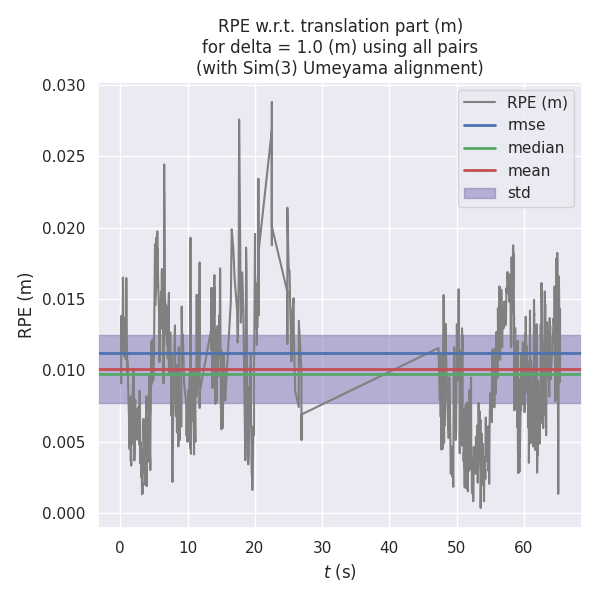 RPE w.r.t. translation part (m)
for delta = 1.0 (m) using all pairs
(with Sim(3) Umeyama alignment)
RPE (m)
rmse
median
mean
std
0.030
0.025
0.020
0.015
0.010
0.005
0.000
RPE (m)
0 10 20 30 40 50 60
t (s)